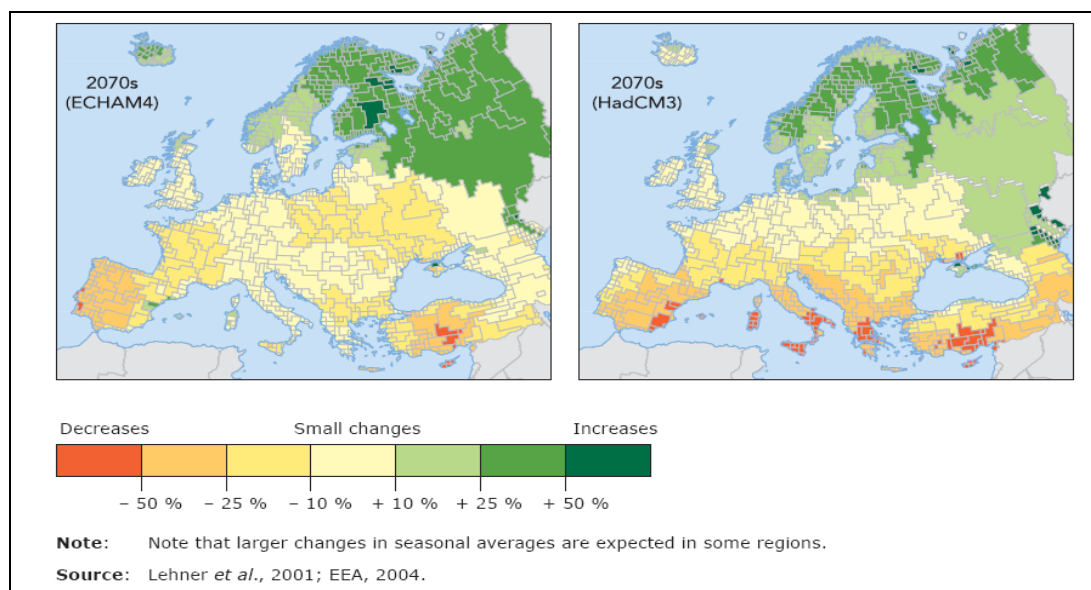 2070s
(ECHAM4)
2070s
(HadCM3)
Decreases Small changes Increases
– 50 % – 25 % – 10 % + 10 % + 25 % + 50 %
Note: Note that larger changes in seasonal averages are expected in some regions.
Source: Lehner et al., 2001; EEA, 2004.